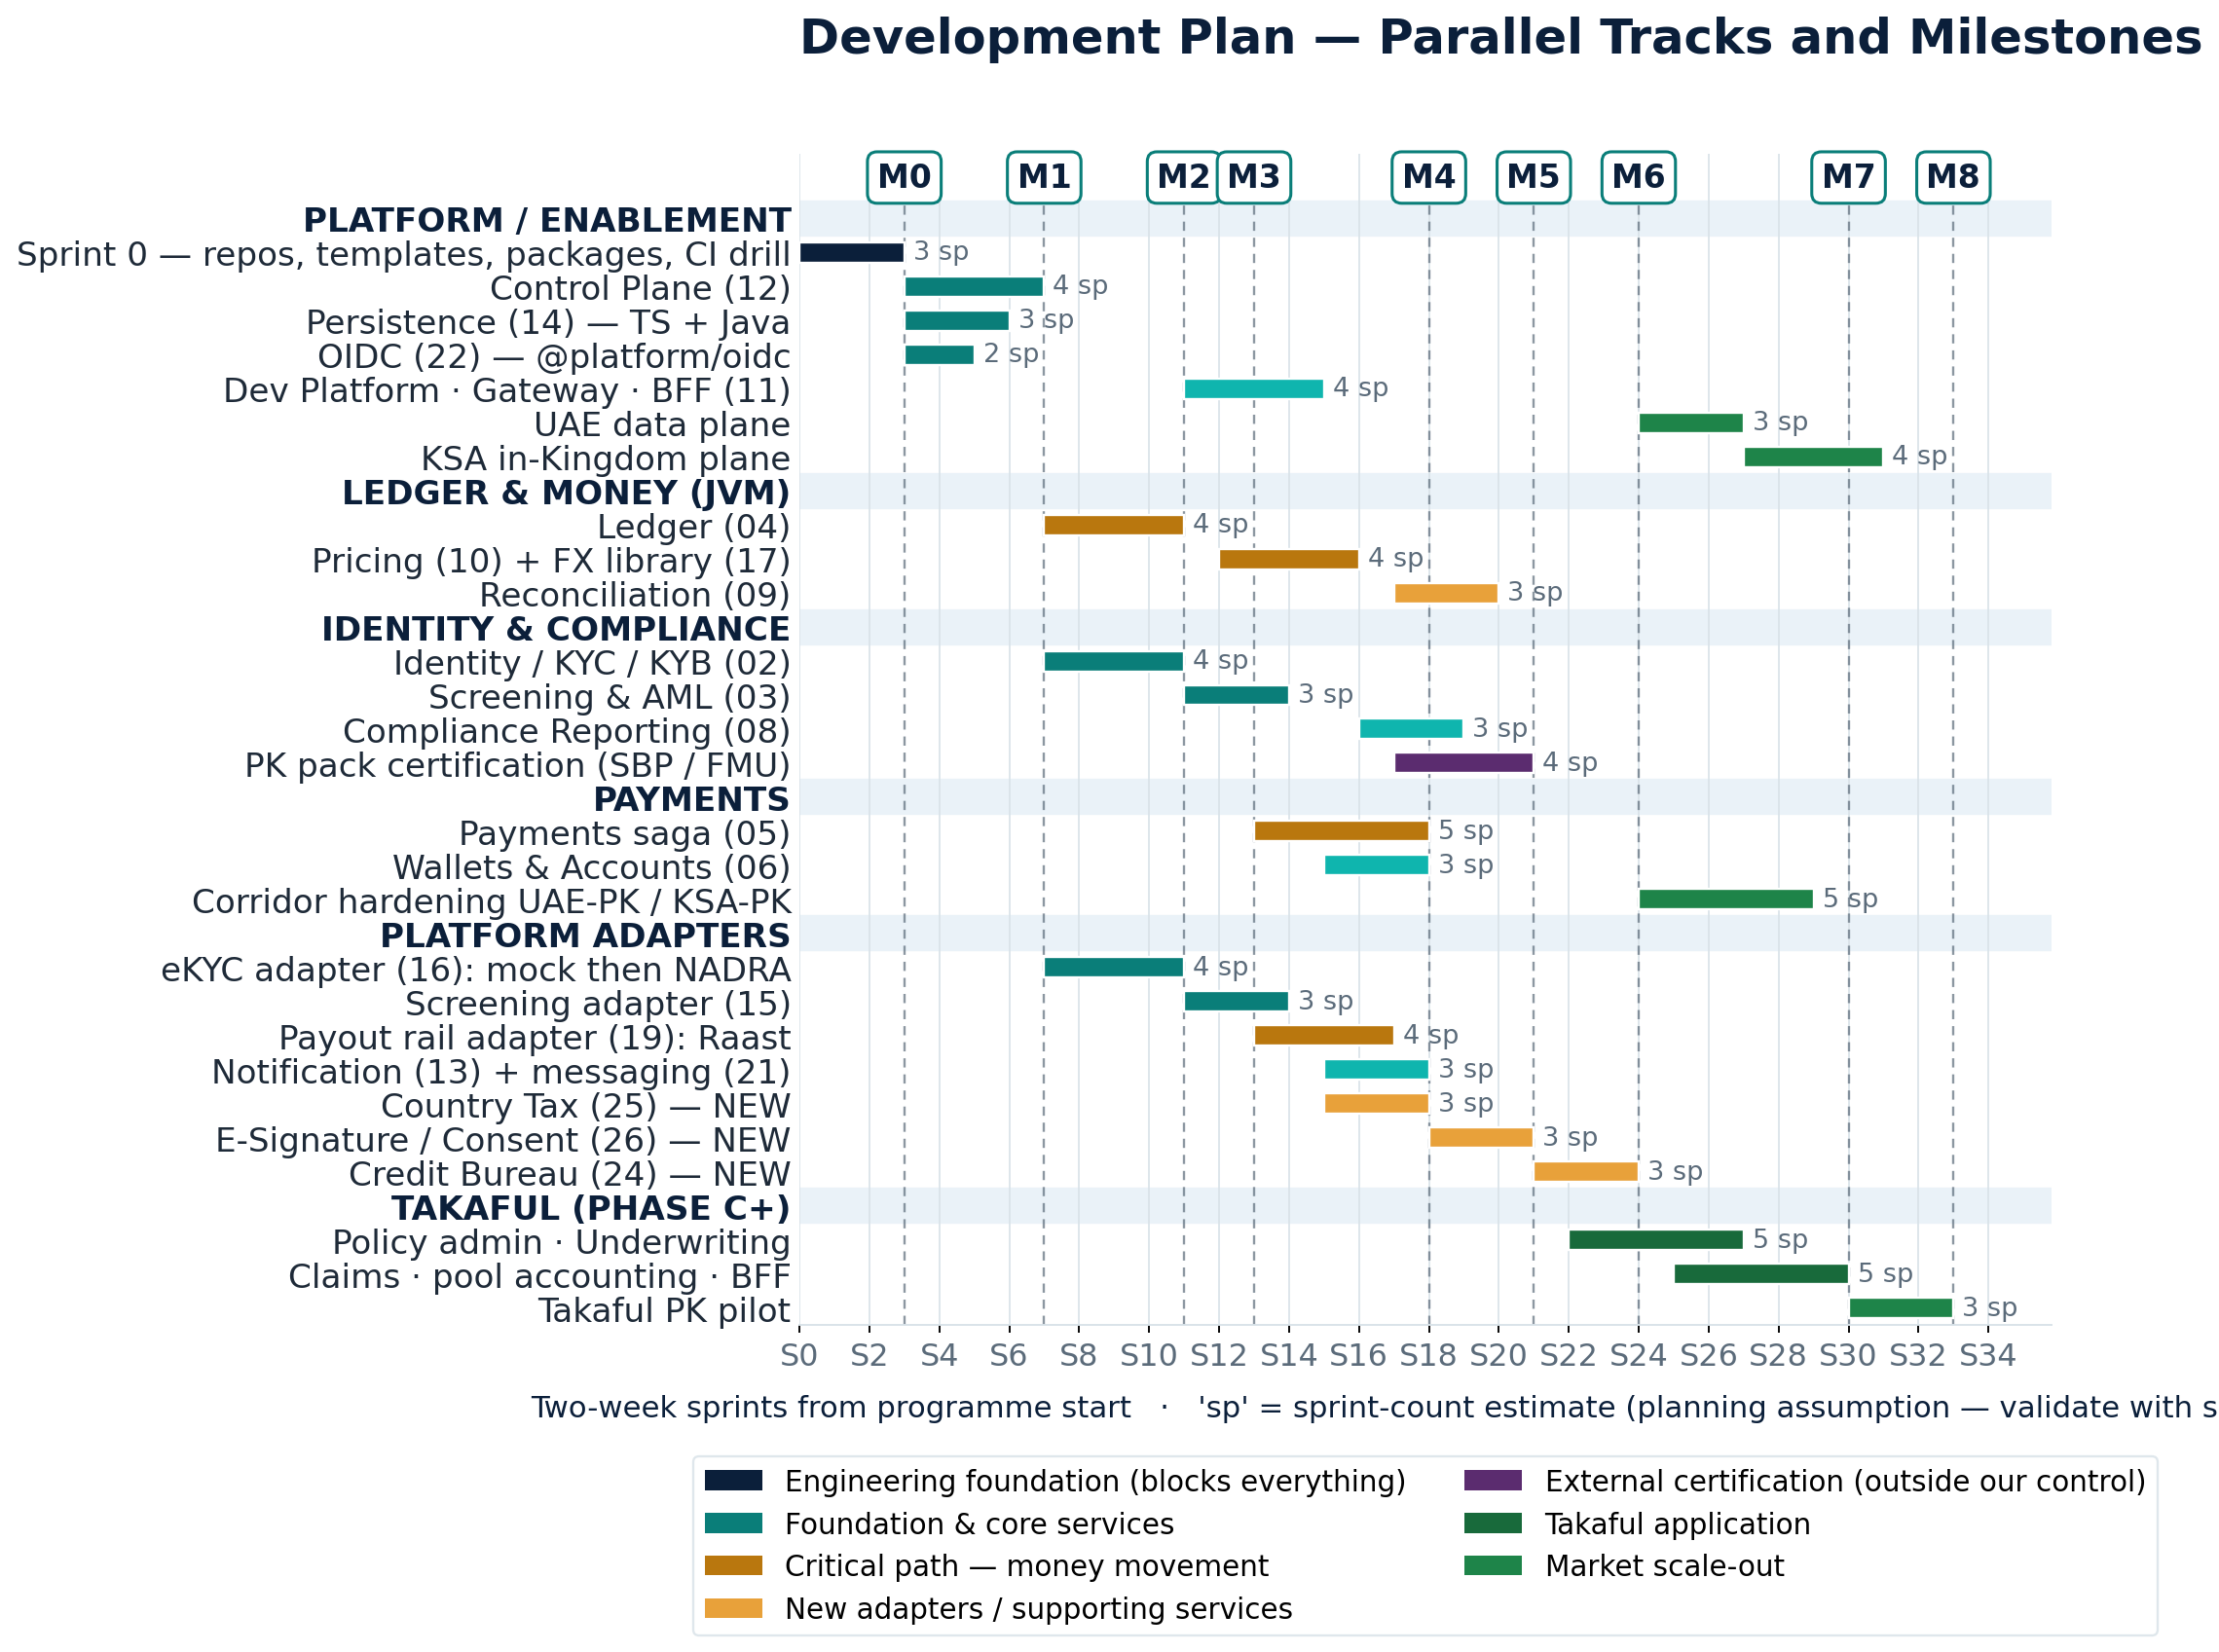 Development Plan — Parallel Tracks and Milestones
M0 M1 M2 M3 M4 M5 M6 M7 M8
PLATFORM / ENABLEMENT
Sprint 0 — repos, templates, packages, CI drill 3 sp
Control Plane (12) 4 sp
Persistence (14) — TS + Java 3 sp
OIDC (22) — @platform/oidc 2 sp
Dev Platform · Gateway · BFF (11) 4 sp
UAE data plane 3 sp
KSA in-Kingdom plane 4 sp
LEDGER & MONEY (JVM)
Ledger (04) 4 sp
Pricing (10) + FX library (17) 4 sp
Reconciliation (09) 3 sp
IDENTITY & COMPLIANCE
Identity / KYC / KYB (02) 4 sp
Screening & AML (03) 3 sp
Compliance Reporting (08) 3 sp
PK pack certification (SBP / FMU) 4 sp
PAYMENTS
Payments saga (05) 5 sp
Wallets & Accounts (06) 3 sp
Corridor hardening UAE-PK / KSA-PK 5 sp
PLATFORM ADAPTERS
eKYC adapter (16): mock then NADRA 4 sp
Screening adapter (15) 3 sp
Payout rail adapter (19): Raast 4 sp
Notification (13) + messaging (21) 3 sp
Country Tax (25) — NEW 3 sp
E-Signature / Consent (26) — NEW 3 sp
Credit Bureau (24) — NEW 3 sp
TAKAFUL (PHASE C+)
Policy admin · Underwriting 5 sp
Claims · pool accounting · BFF 5 sp
Takaful PK pilot 3 sp
S0 S2 S4 S6 S8 S10 S12 S14 S16 S18 S20 S22 S24 S26 S28 S30 S32 S34
Two-week sprints from programme start · 'sp' = sprint-count estimate (planning assumption — validate with s
Engineering foundation (blocks everything)
Foundation & core services
Critical path — money movement
New adapters / supporting services
External certification (outside our control)
Takaful application
Market scale-out